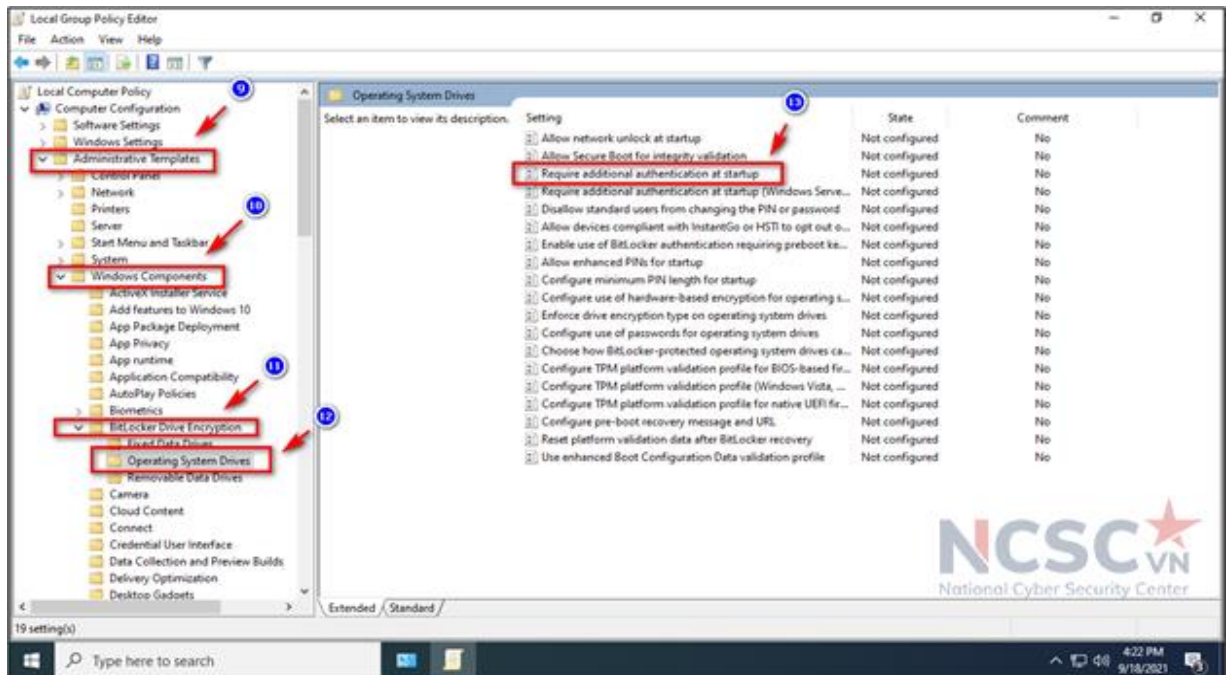 Local Group Policy Editor
File Action View Help
Local Computer Policy
Computer Configuration
Software Settings
Windows Settings
Administrative Templates
Control Panel
Network
Printers
Server
Start Menu and Taskbar
System
Windows Components
ActiveX Installer Service
Add features to Windows 10
App Package Deployment
App Privacy
App runtime
Application Compatibility
AutoPlay Policies
Biometrics
BitLocker Drive Encryption
Fixed Data Drives
Operating System Drives
Removable Data Drives
Camera
Cloud Content
Connect
Credential User Interface
Data Collection and Preview Builds
Delivery Optimization
Desktop Gadgets
9
10
11
12
13
Operating System Drives
Select an item to view its description.
Setting State Comment
Allow network unlock at startup Not configured No
Allow Secure Boot for integrity validation Not configured No
Require additional authentication at startup Not configured No
Require additional authentication at startup (Windows Serve... Not configured No
Disallow standard users from changing the PIN or password Not configured No
Allow devices compliant with InstantGo or HSTI to opt out o... Not configured No
Enable use of BitLocker authentication requiring preboot ke... Not configured No
Allow enhanced PINs for startup Not configured No
Configure minimum PIN length for startup Not configured No
Configure use of hardware-based encryption for operating s... Not configured No
Enforce drive encryption type on operating system drives Not configured No
Configure use of passwords for operating system drives Not configured No
Choose how BitLocker-protected operating system drives ca... Not configured No
Configure TPM platform validation profile for BIOS-based fir... Not configured No
Configure TPM platform validation profile (Windows Vista, ... Not configured No
Configure TPM platform validation profile for native UEFI fir... Not configured No
Configure pre-boot recovery message and URL Not configured No
Reset platform validation data after BitLocker recovery Not configured No
Use enhanced Boot Configuration Data validation profile Not configured No
NCSC VN
National Cyber Security Center
Extended Standard
19 setting(s)
Type here to search
4:22 PM
9/18/2021